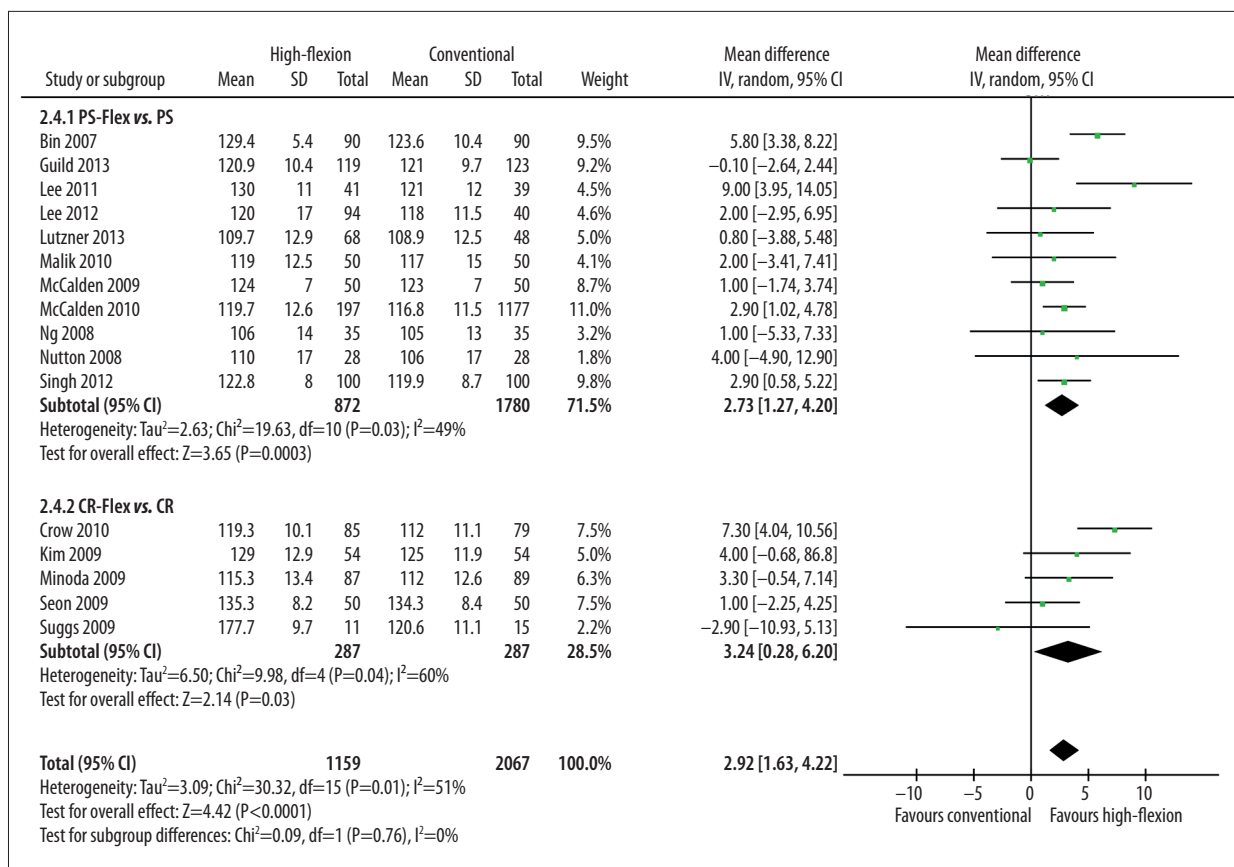 High-flexion Conventional Mean difference Mean difference
Study or subgroup Mean SD Total Mean SD Total Weight IV, random, 95% CI IV, random, 95% CI
2.4.1 PS-Flex vs. PS
Bin 2007 129.4 5.4 90 123.6 10.4 90 9.5% 5.80 [3.38, 8.22]
Guild 2013 120.9 10.4 119 121 9.7 123 9.2% −0.10 [−2.64, 2.44]
Lee 2011 130 11 41 121 12 39 4.5% 9.00 [3.95, 14.05]
Lee 2012 120 17 94 118 11.5 40 4.6% 2.00 [−2.95, 6.95]
Lutzner 2013 109.7 12.9 68 108.9 12.5 48 5.0% 0.80 [−3.88, 5.48]
Malik 2010 119 12.5 50 117 15 50 4.1% 2.00 [−3.41, 7.41]
McCalden 2009 124 7 50 123 7 50 8.7% 1.00 [−1.74, 3.74]
McCalden 2010 119.7 12.6 197 116.8 11.5 1177 11.0% 2.90 [1.02, 4.78]
Ng 2008 106 14 35 105 13 35 3.2% 1.00 [−5.33, 7.33]
Nutton 2008 110 17 28 106 17 28 1.8% 4.00 [−4.90, 12.90]
Singh 2012 122.8 8 100 119.9 8.7 100 9.8% 2.90 [0.58, 5.22]
Subtotal (95% CI) 872 1780 71.5% 2.73 [1.27, 4.20]
Heterogeneity: Tau²=2.63; Chi²=19.63, df=10 (P=0.03); I²=49%
Test for overall effect: Z=3.65 (P=0.0003)
2.4.2 CR-Flex vs. CR
Crow 2010 119.3 10.1 85 112 11.1 79 7.5% 7.30 [4.04, 10.56]
Kim 2009 129 12.9 54 125 11.9 54 5.0% 4.00 [−0.68, 86.8]
Minoda 2009 115.3 13.4 87 112 12.6 89 6.3% 3.30 [−0.54, 7.14]
Seon 2009 135.3 8.2 50 134.3 8.4 50 7.5% 1.00 [−2.25, 4.25]
Suggs 2009 177.7 9.7 11 120.6 11.1 15 2.2% −2.90 [−10.93, 5.13]
Subtotal (95% CI) 287 287 28.5% 3.24 [0.28, 6.20]
Heterogeneity: Tau²=6.50; Chi²=9.98, df=4 (P=0.04); I²=60%
Test for overall effect: Z=2.14 (P=0.03)
Total (95% CI) 1159 2067 100.0% 2.92 [1.63, 4.22]
Heterogeneity: Tau²=3.09; Chi²=30.32, df=15 (P=0.01); I²=51%
Test for overall effect: Z=4.42 (P<0.0001)
Test for subgroup differences: Chi²=0.09, df=1 (P=0.76), I²=0%
−10 −5 0 5 10
Favours conventional Favours high-flexion